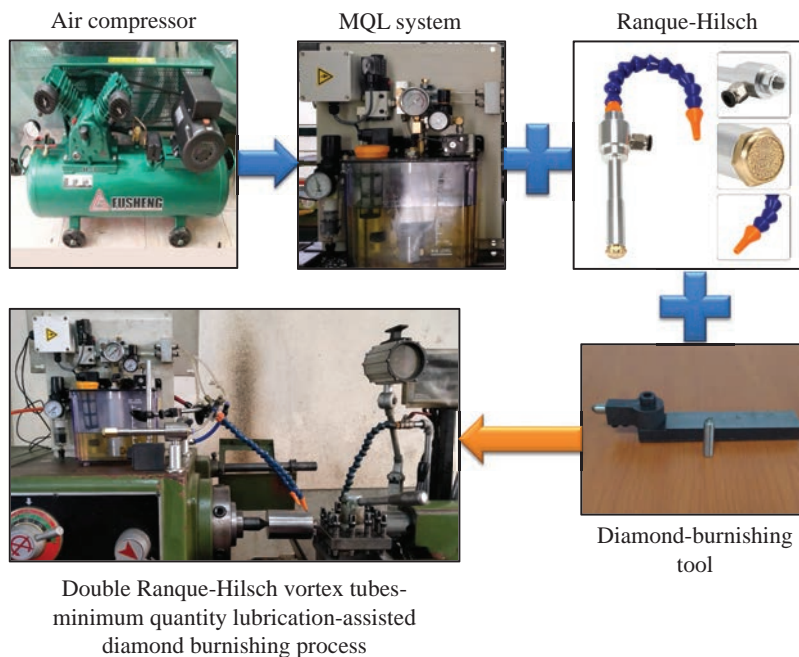 Air compressor
MQL system
Ranque-Hilsch
FUSHENG
Diamond-burnishing
tool
Double Ranque-Hilsch vortex tubes-
minimum quantity lubrication-assisted
diamond burnishing process